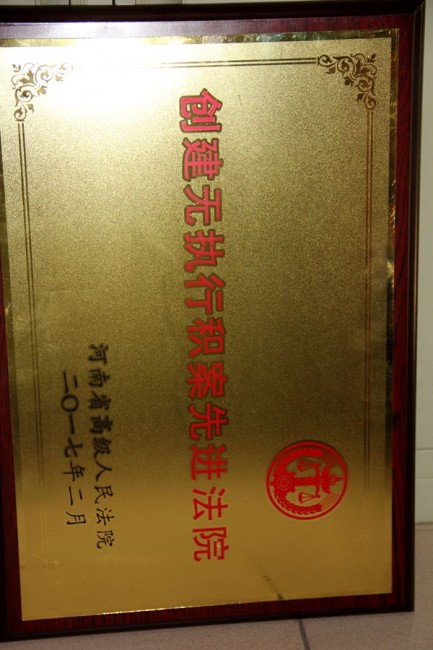 创建无执行积案先进法院
河南省高级人民法院
二〇一七年二月